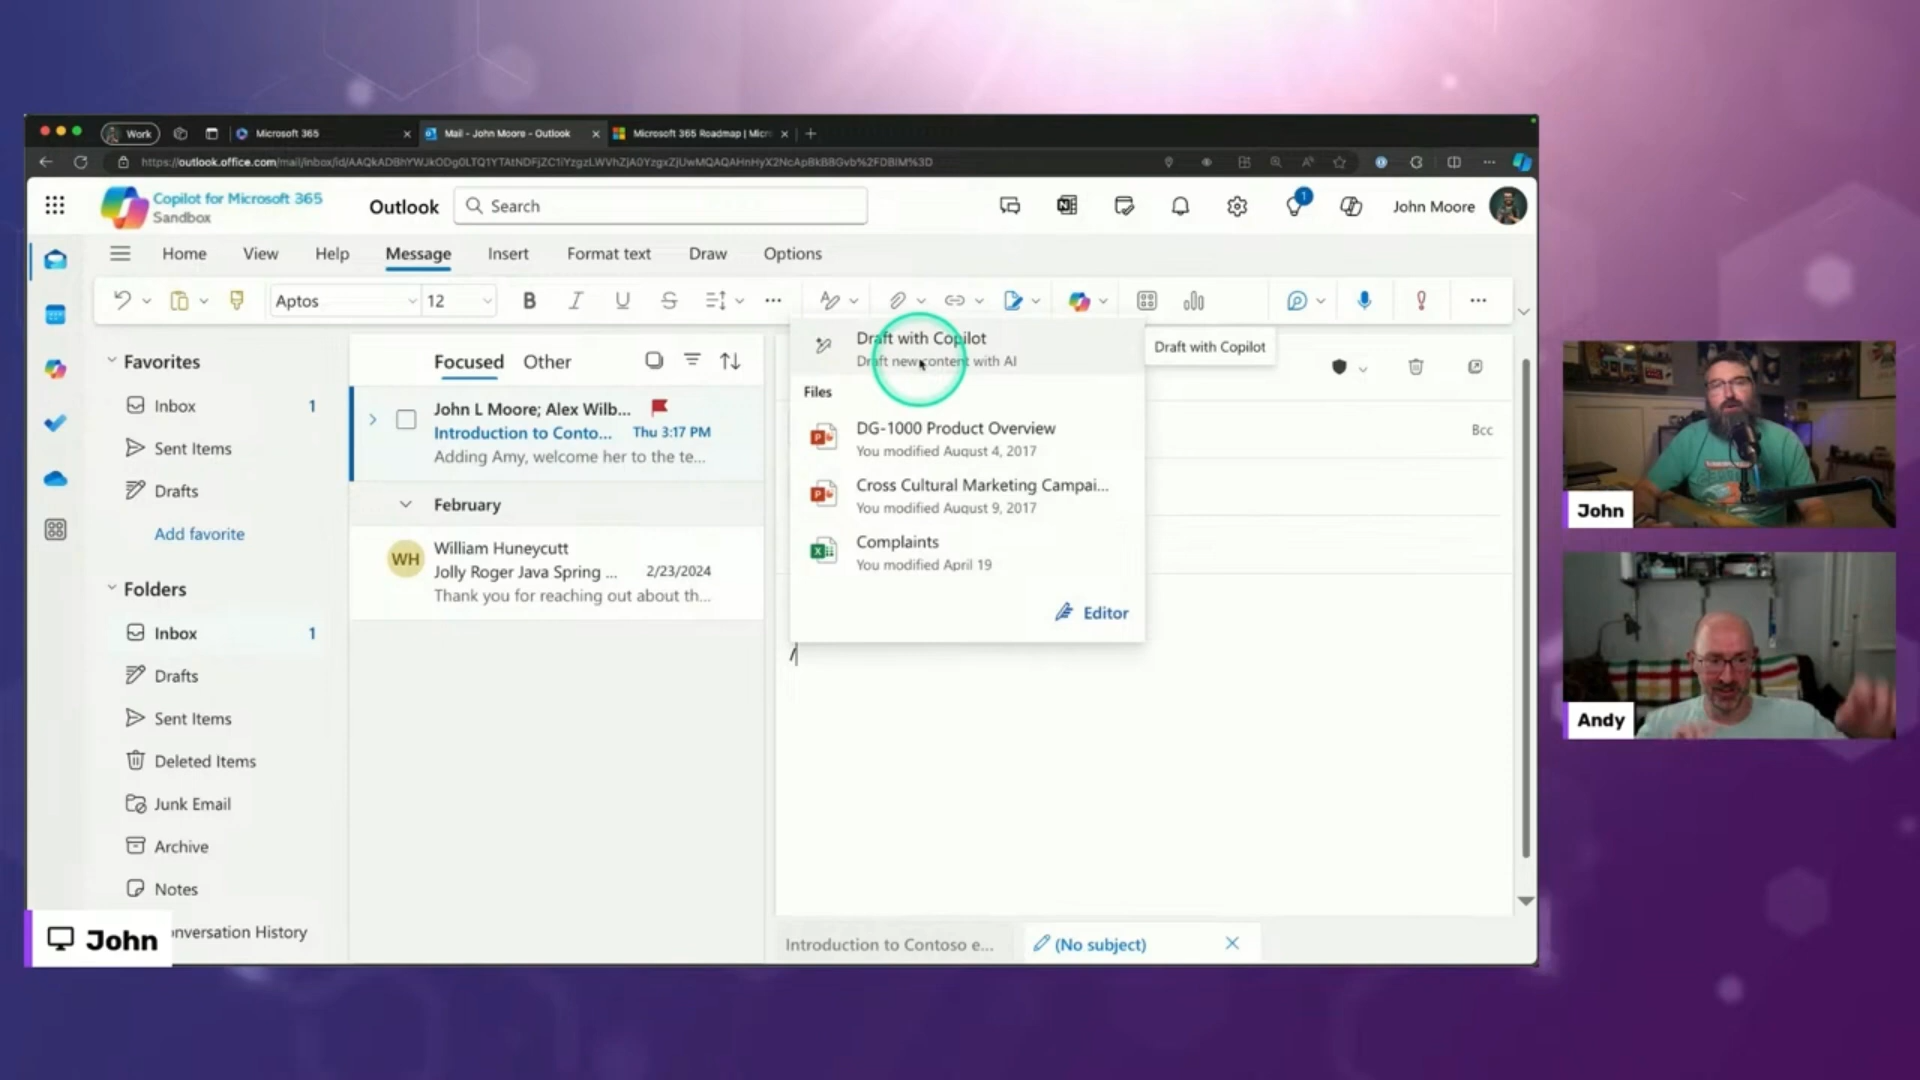 Work
Microsoft 365
Mail - John Moore - Outlook
Microsoft 365 Roadmap | Micr
Copilot for Microsoft 365
Sandbox
Outlook
Search
1
John Moore
Home
View
Help
Message
Insert
Format text
Draw
Options
Aptos
12
Favorites
Inbox 1
Sent Items
Drafts
Add favorite
Folders
Inbox 1
Drafts
Sent Items
Deleted Items
Junk Email
Archive
Notes
onversation History
Focused
Other
John L Moore; Alex Wilb...
Introduction to Conto... Thu 3:17 PM
Adding Amy, welcome her to the te...
February
WH
William Huneycutt
Jolly Roger Java Spring ... 2/23/2024
Thank you for reaching out about th...
Draft with Copilot
Draft new content with AI
Files
DG-1000 Product Overview
You modified August 4, 2017
Cross Cultural Marketing Campai...
You modified August 9, 2017
Complaints
You modified April 19
Editor
/
Draft with Copilot
Bcc
Introduction to Contoso e...
(No subject)
John
John
Andy